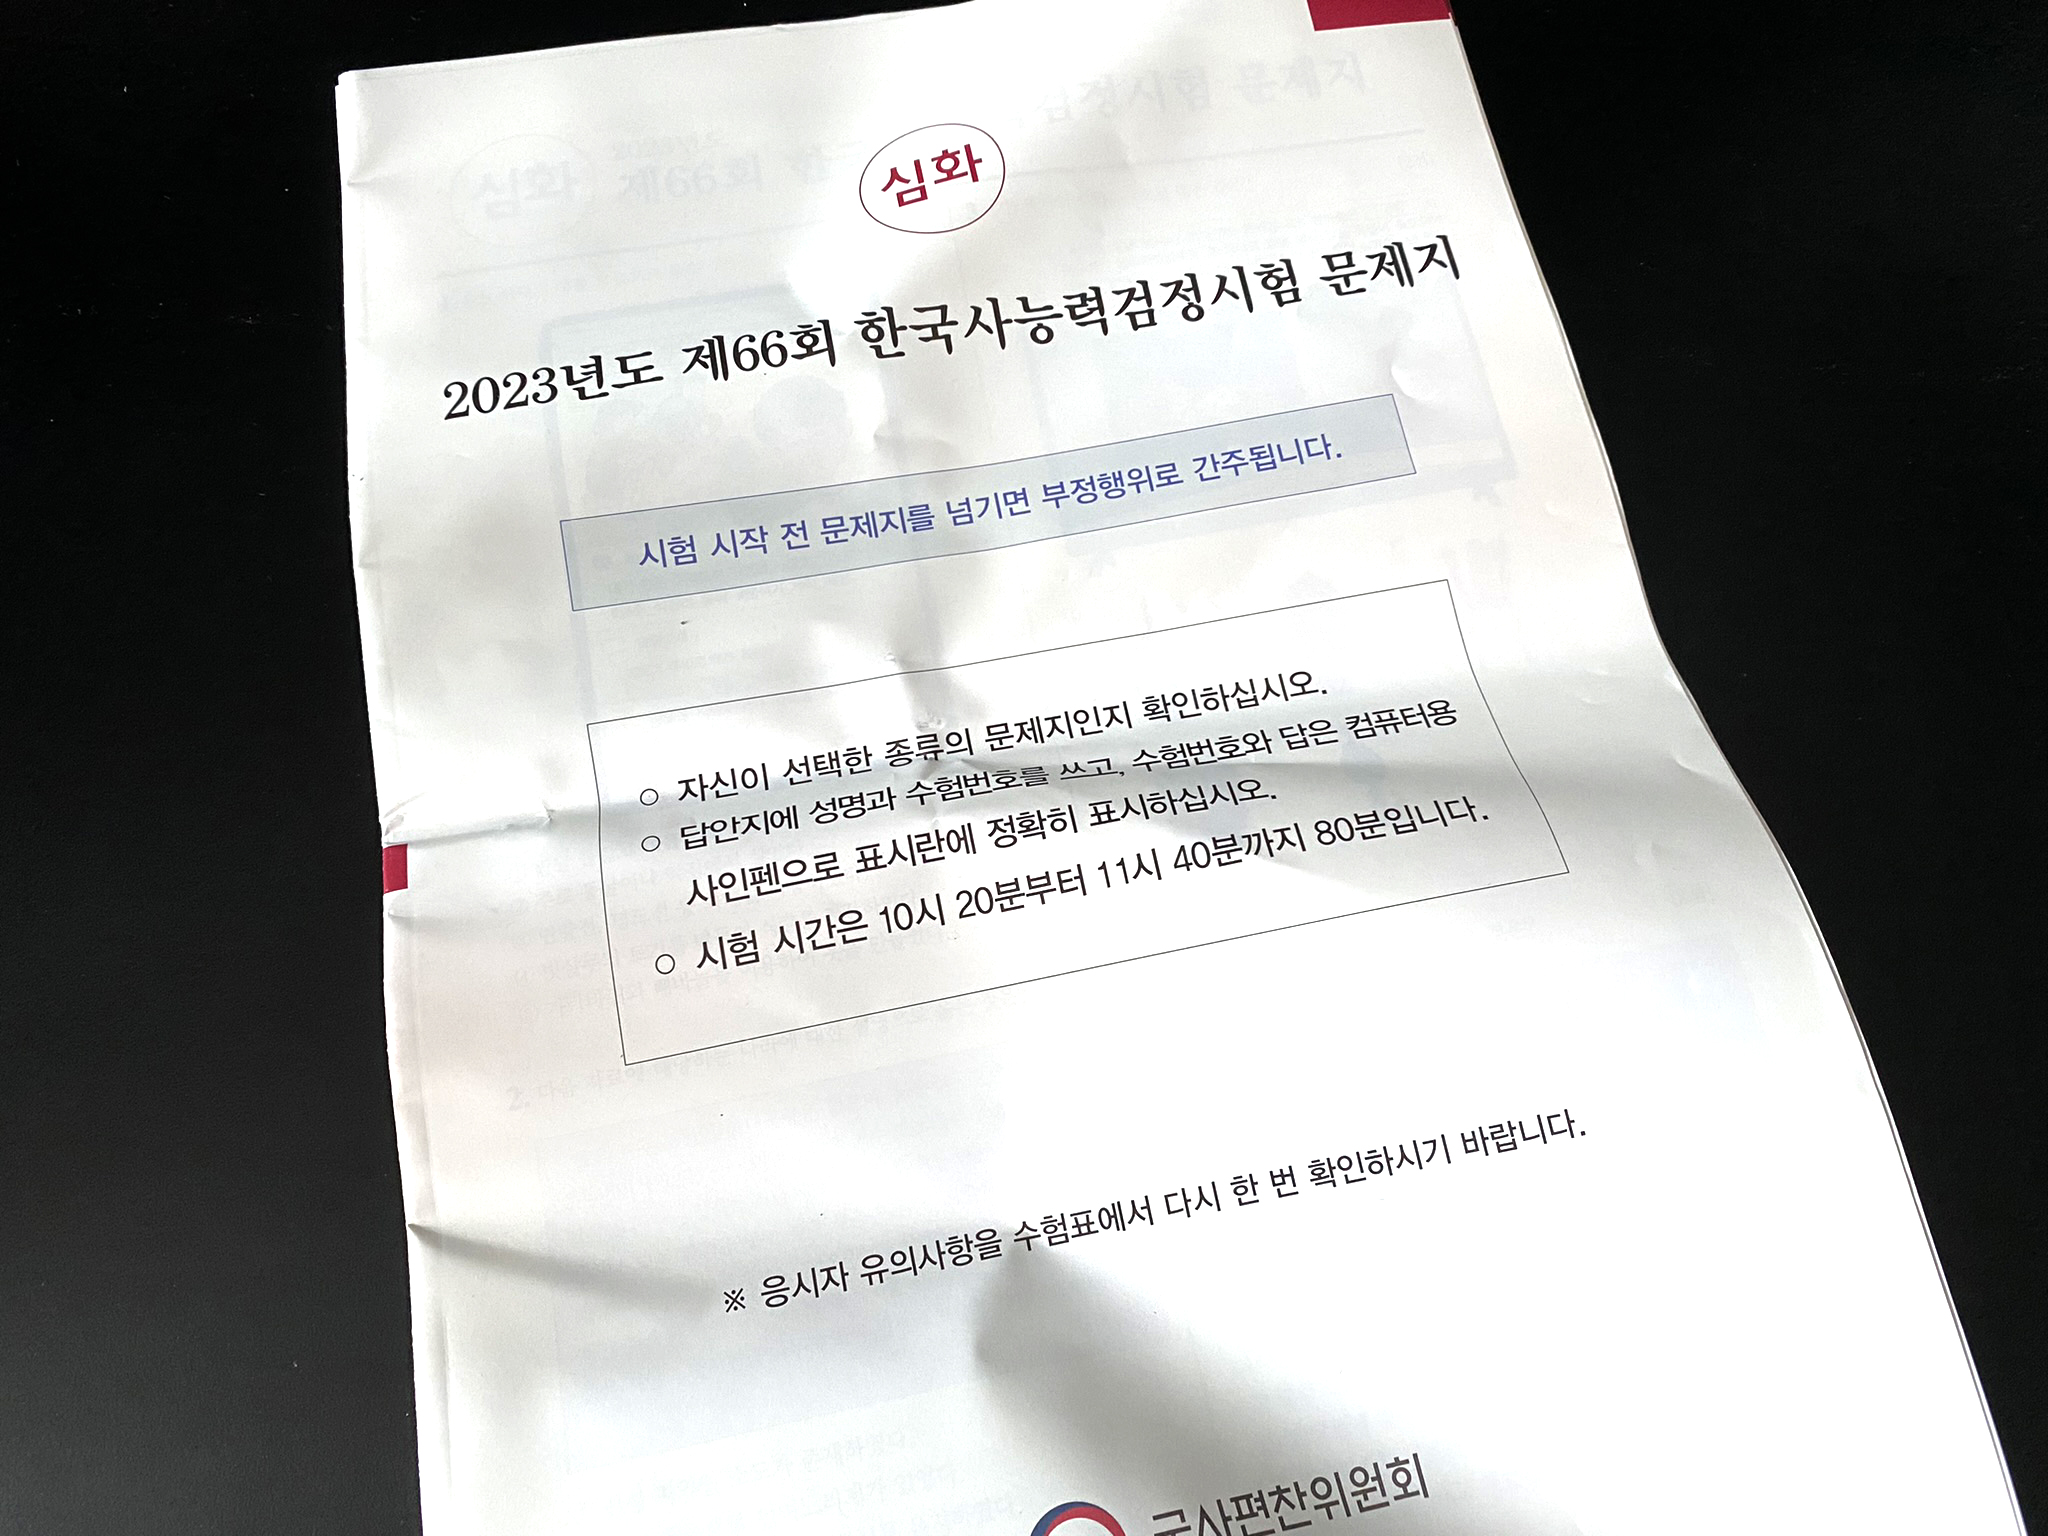 심화
2023년도 제66회 한국사능력검정시험 문제지
시험 시작 전 문제지를 넘기면 부정행위로 간주됩니다.
○ 자신이 선택한 종류의 문제지인지 확인하십시오.
○ 답안지에 성명과 수험번호를 쓰고, 수험번호와 답은 컴퓨터용
사인펜으로 표시란에 정확히 표시하십시오.
○ 시험 시간은 10시 20분부터 11시 40분까지 80분입니다.
※ 응시자 유의사항을 수험표에서 다시 한 번 확인하시기 바랍니다.
국사편찬위원회